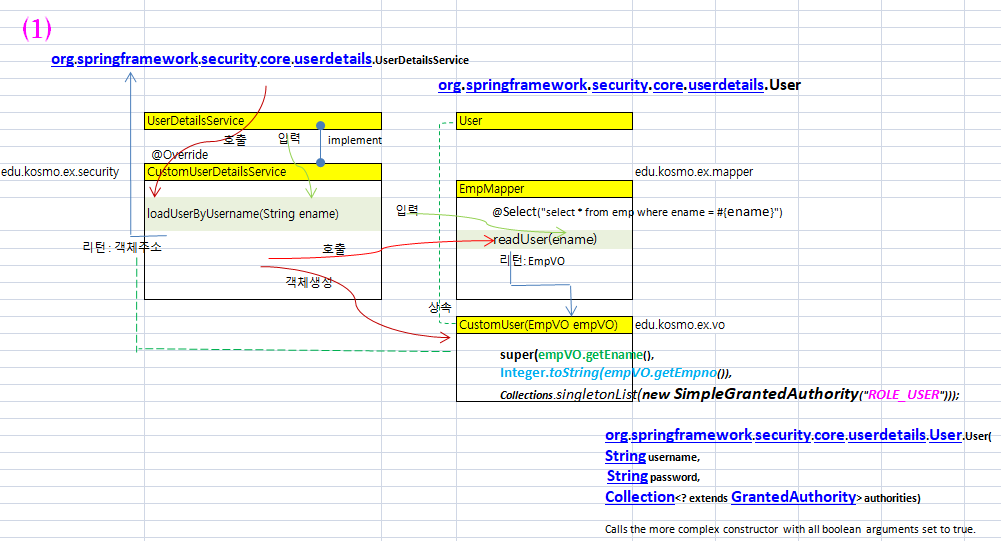 (1)
org.springframework.security.core.userdetails.UserDetailsService
org.springframework.security.core.userdetails.User
UserDetailsService
User
호출
입력
implement
@Override
edu.kosmo.ex.security
CustomUserDetailsService
edu.kosmo.ex.mapper
EmpMapper
loadUserByUsername(String ename)
입력
@Select("select * from emp where ename = #{ename}")
리턴 : 객체주소
호출
readUser(ename)
리턴: EmpVO
객체생성
상속
CustomUser(EmpVO empVO)
edu.kosmo.ex.vo
super(empVO.getEname(),
Integer.toString(empVO.getEmpno()),
Collections.singletonList(new SimpleGrantedAuthority("ROLE_USER")));
org.springframework.security.core.userdetails.User.User(
String username,
String password,
Collection<? extends GrantedAuthority> authorities)
Calls the more complex constructor with all boolean arguments set to true.